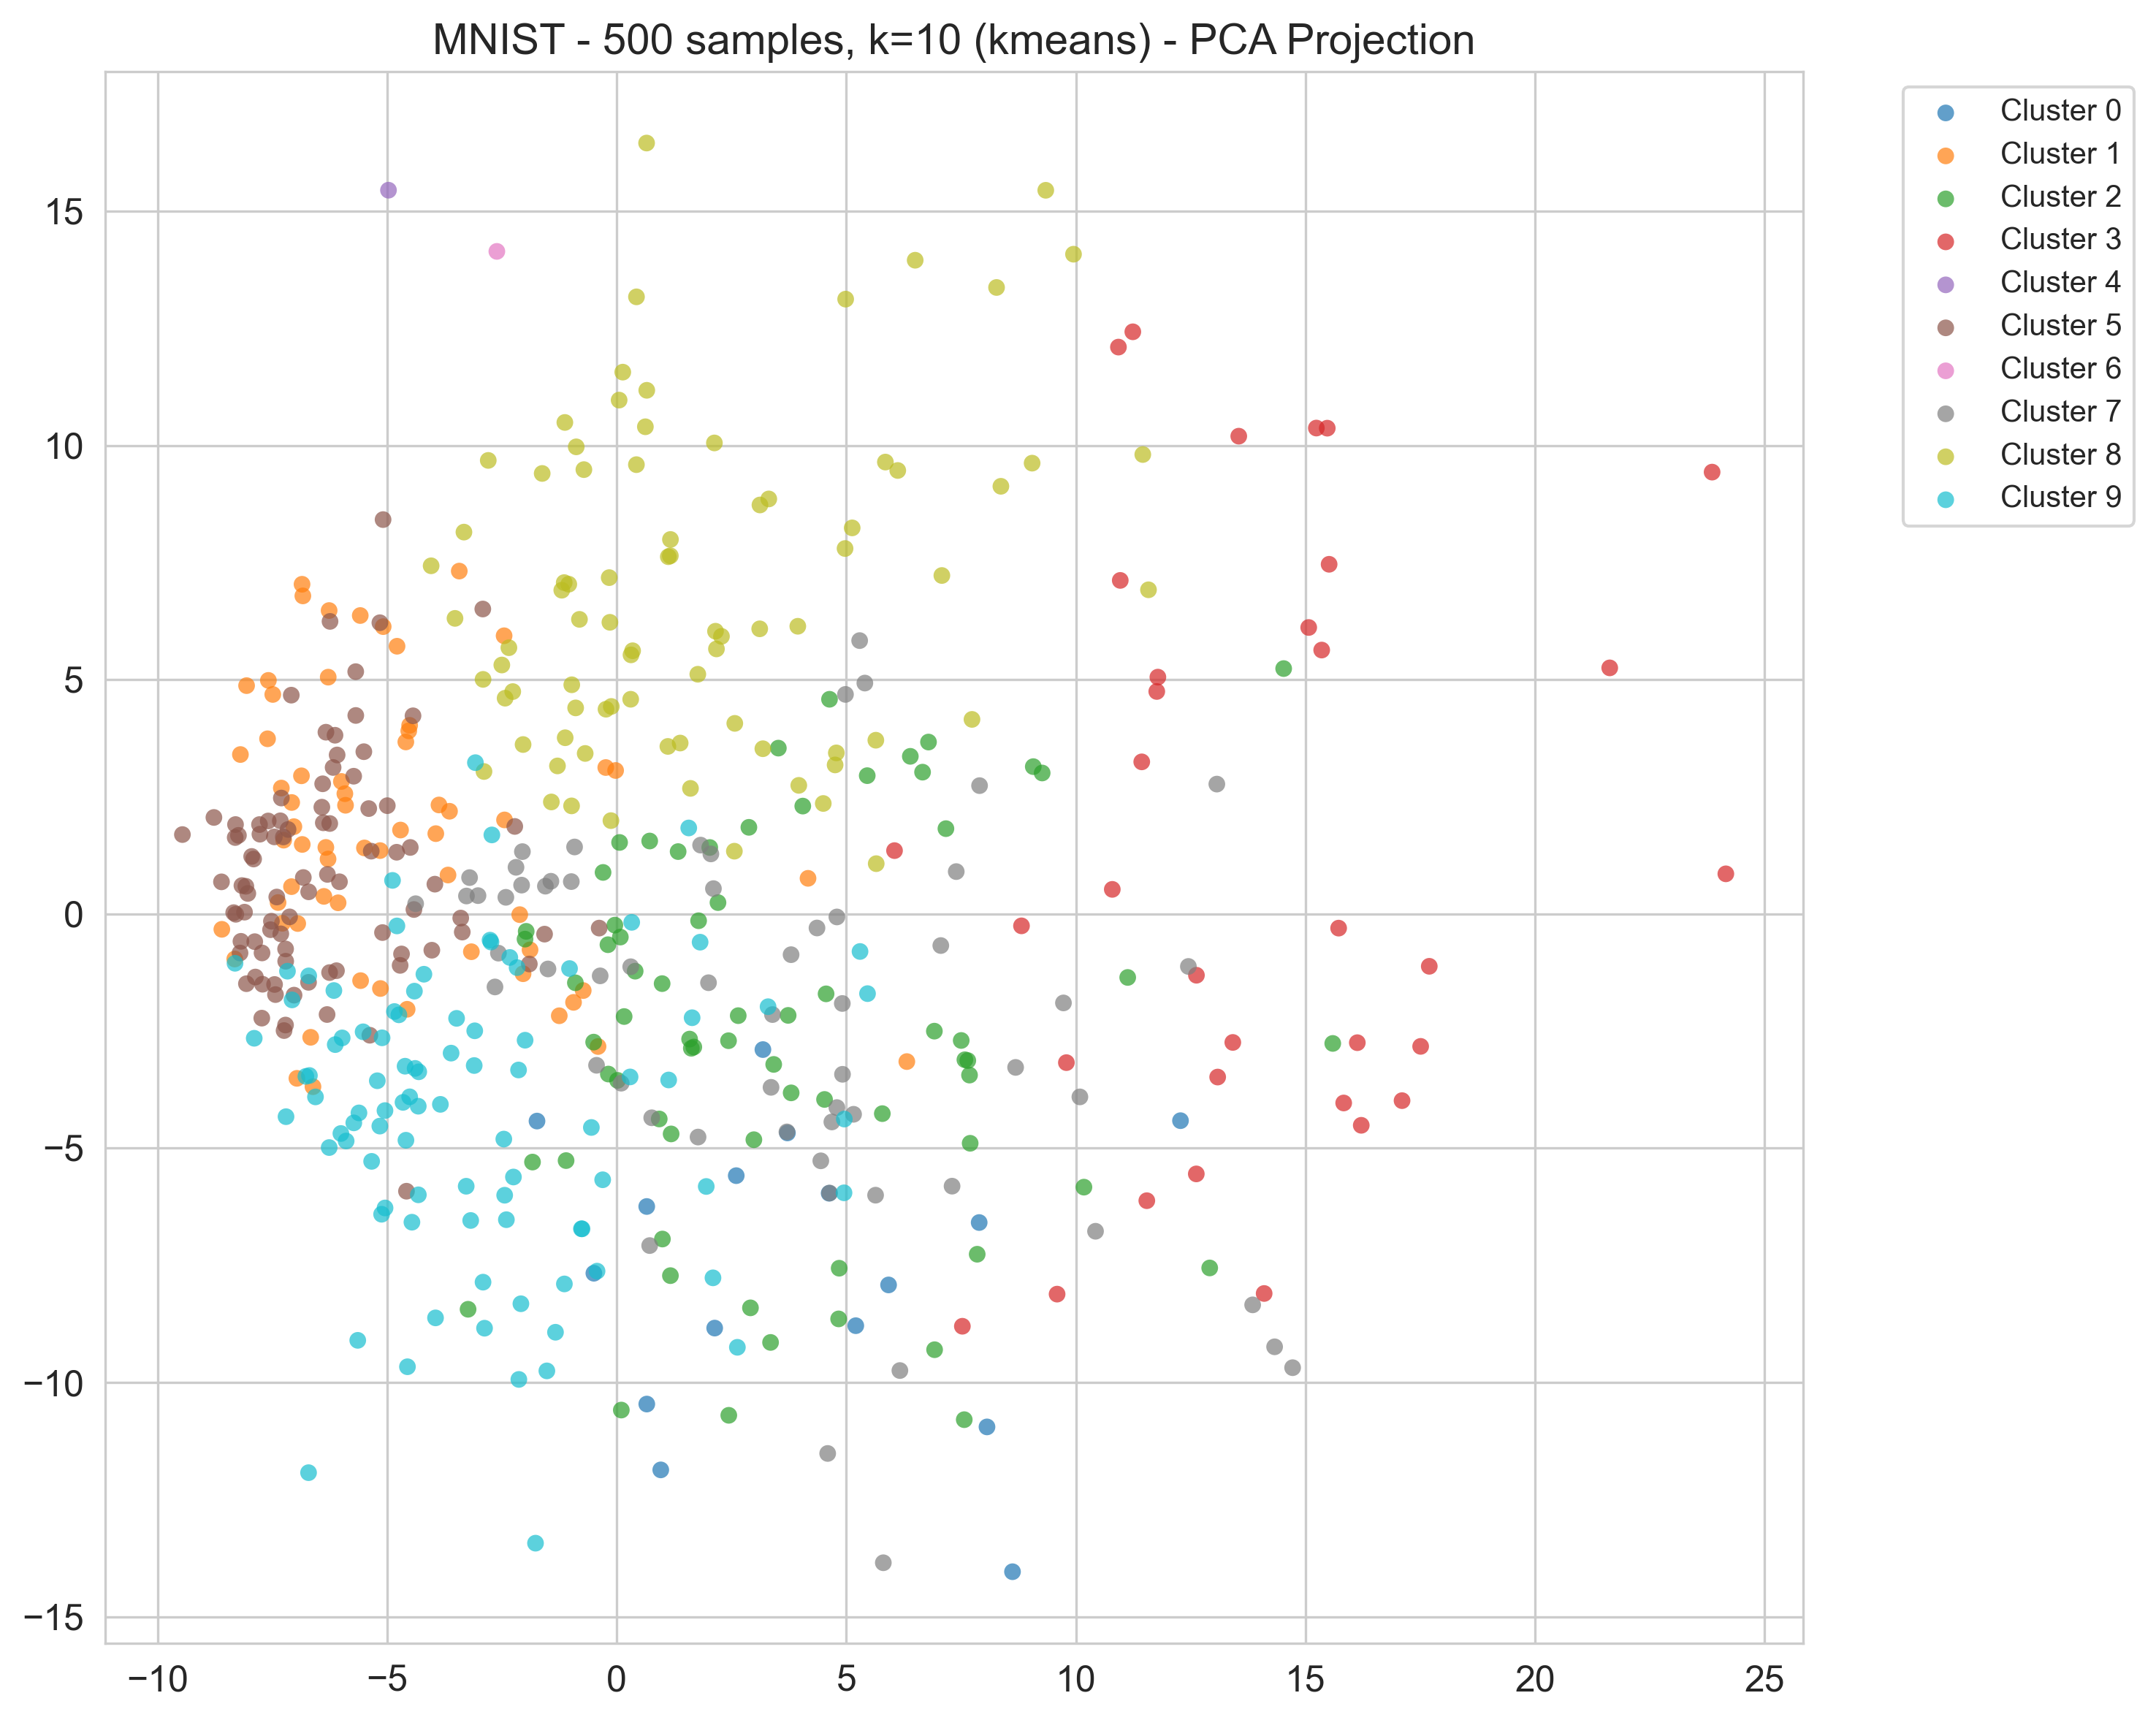 MNIST - 500 samples, k=10 (kmeans) - PCA Projection
Cluster 0
Cluster 1
Cluster 2
Cluster 3
Cluster 4
Cluster 5
Cluster 6
Cluster 7
Cluster 8
Cluster 9
15
10
5
0
−5
−10
−15
−10 −5 0 5 10 15 20 25